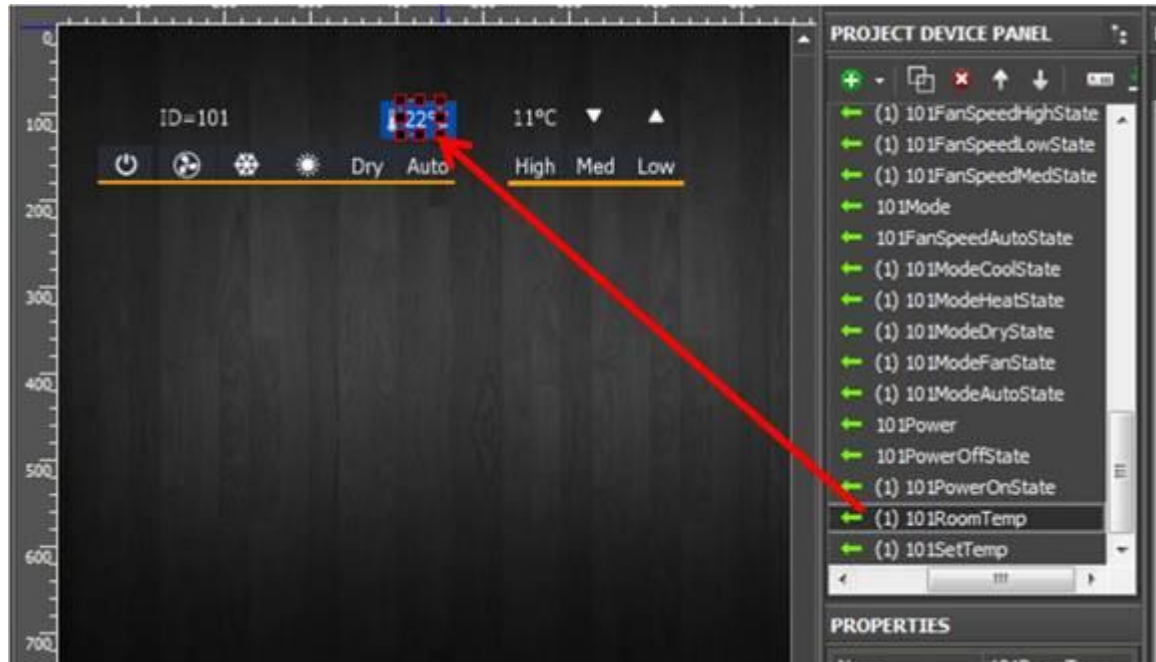 PROJECT DEVICE PANEL
0
100
200
300
400
500
600
700
ID=101
22°
11°C
Dry Auto
High Med Low
(1) 101FanSpeedHighState
(1) 101FanSpeedLowState
(1) 101FanSpeedMedState
101Mode
101FanSpeedAutoState
(1) 101ModeCoolState
(1) 101ModeHeatState
(1) 101ModeDryState
(1) 101ModeFanState
(1) 101ModeAutoState
101Power
101PowerOffState
(1) 101PowerOnState
(1) 101RoomTemp
(1) 101SetTemp
PROPERTIES